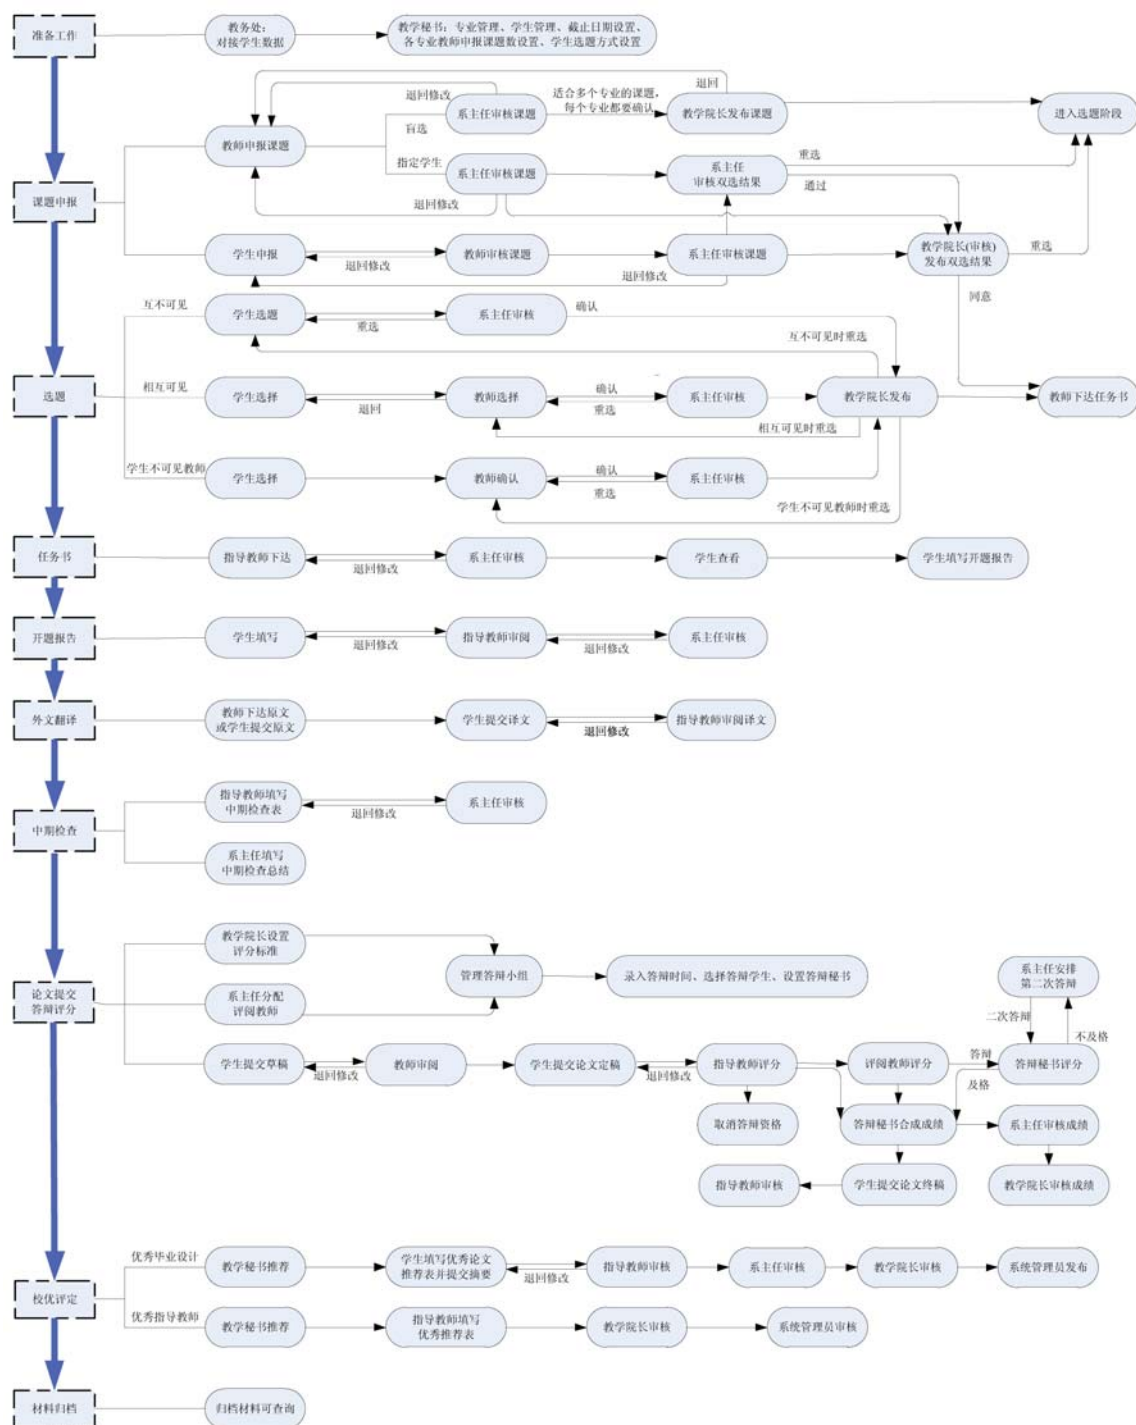 准备工作
教务处：
对接学生数据
教学秘书：专业管理、学生管理、截止日期设置、
各专业教师申报课题数设置、学生选题方式设置
课题申报
教师申报课题
退回修改
盲选
系主任审核课题
适合多个专业的课题，
每个专业都要确认
退回
教学院长发布课题
进入选题阶段
指定学生
系主任审核课题
退回修改
系主任
审核双选结果
重选
通过
学生申报
退回修改
教师审核课题
系主任审核课题
退回修改
教学院长(审核)
发布双选结果
重选
同意
选题
互不可见
学生选题
重选
系主任审核
确认
互不可见时重选
相互可见
学生选择
退回
教师选择
确认
重选
系主任审核
教学院长发布
教师下达任务书
相互可见时重选
学生不可见教师
学生选择
教师确认
确认
重选
系主任审核
学生不可见教师时重选
任务书
指导教师下达
退回修改
系主任审核
学生查看
学生填写开题报告
开题报告
学生填写
退回修改
指导教师审阅
退回修改
系主任审核
外文翻译
教师下达原文
或学生提交原文
学生提交译文
退回修改
指导教师审阅译文
中期检查
指导教师填写
中期检查表
退回修改
系主任审核
系主任填写
中期检查总结
论文提交
答辩评分
教学院长设置
评分标准
系主任分配
评阅教师
管理答辩小组
录入答辩时间、选择答辩学生、设置答辩秘书
系主任安排
第二次答辩
二次答辩
不及格
学生提交草稿
退回修改
教师审阅
学生提交论文定稿
退回修改
指导教师评分
评阅教师评分
答辩
答辩秘书评分
及格
取消答辩资格
答辩秘书合成成绩
系主任审核成绩
指导教师审核
学生提交论文终稿
教学院长审核成绩
校优评定
优秀毕业设计
教学秘书推荐
学生填写优秀论文
推荐表并提交摘要
退回修改
指导教师审核
系主任审核
教学院长审核
系统管理员发布
优秀指导教师
教学秘书推荐
指导教师填写
优秀推荐表
教学院长审核
系统管理员审核
材料归档
归档材料可查询